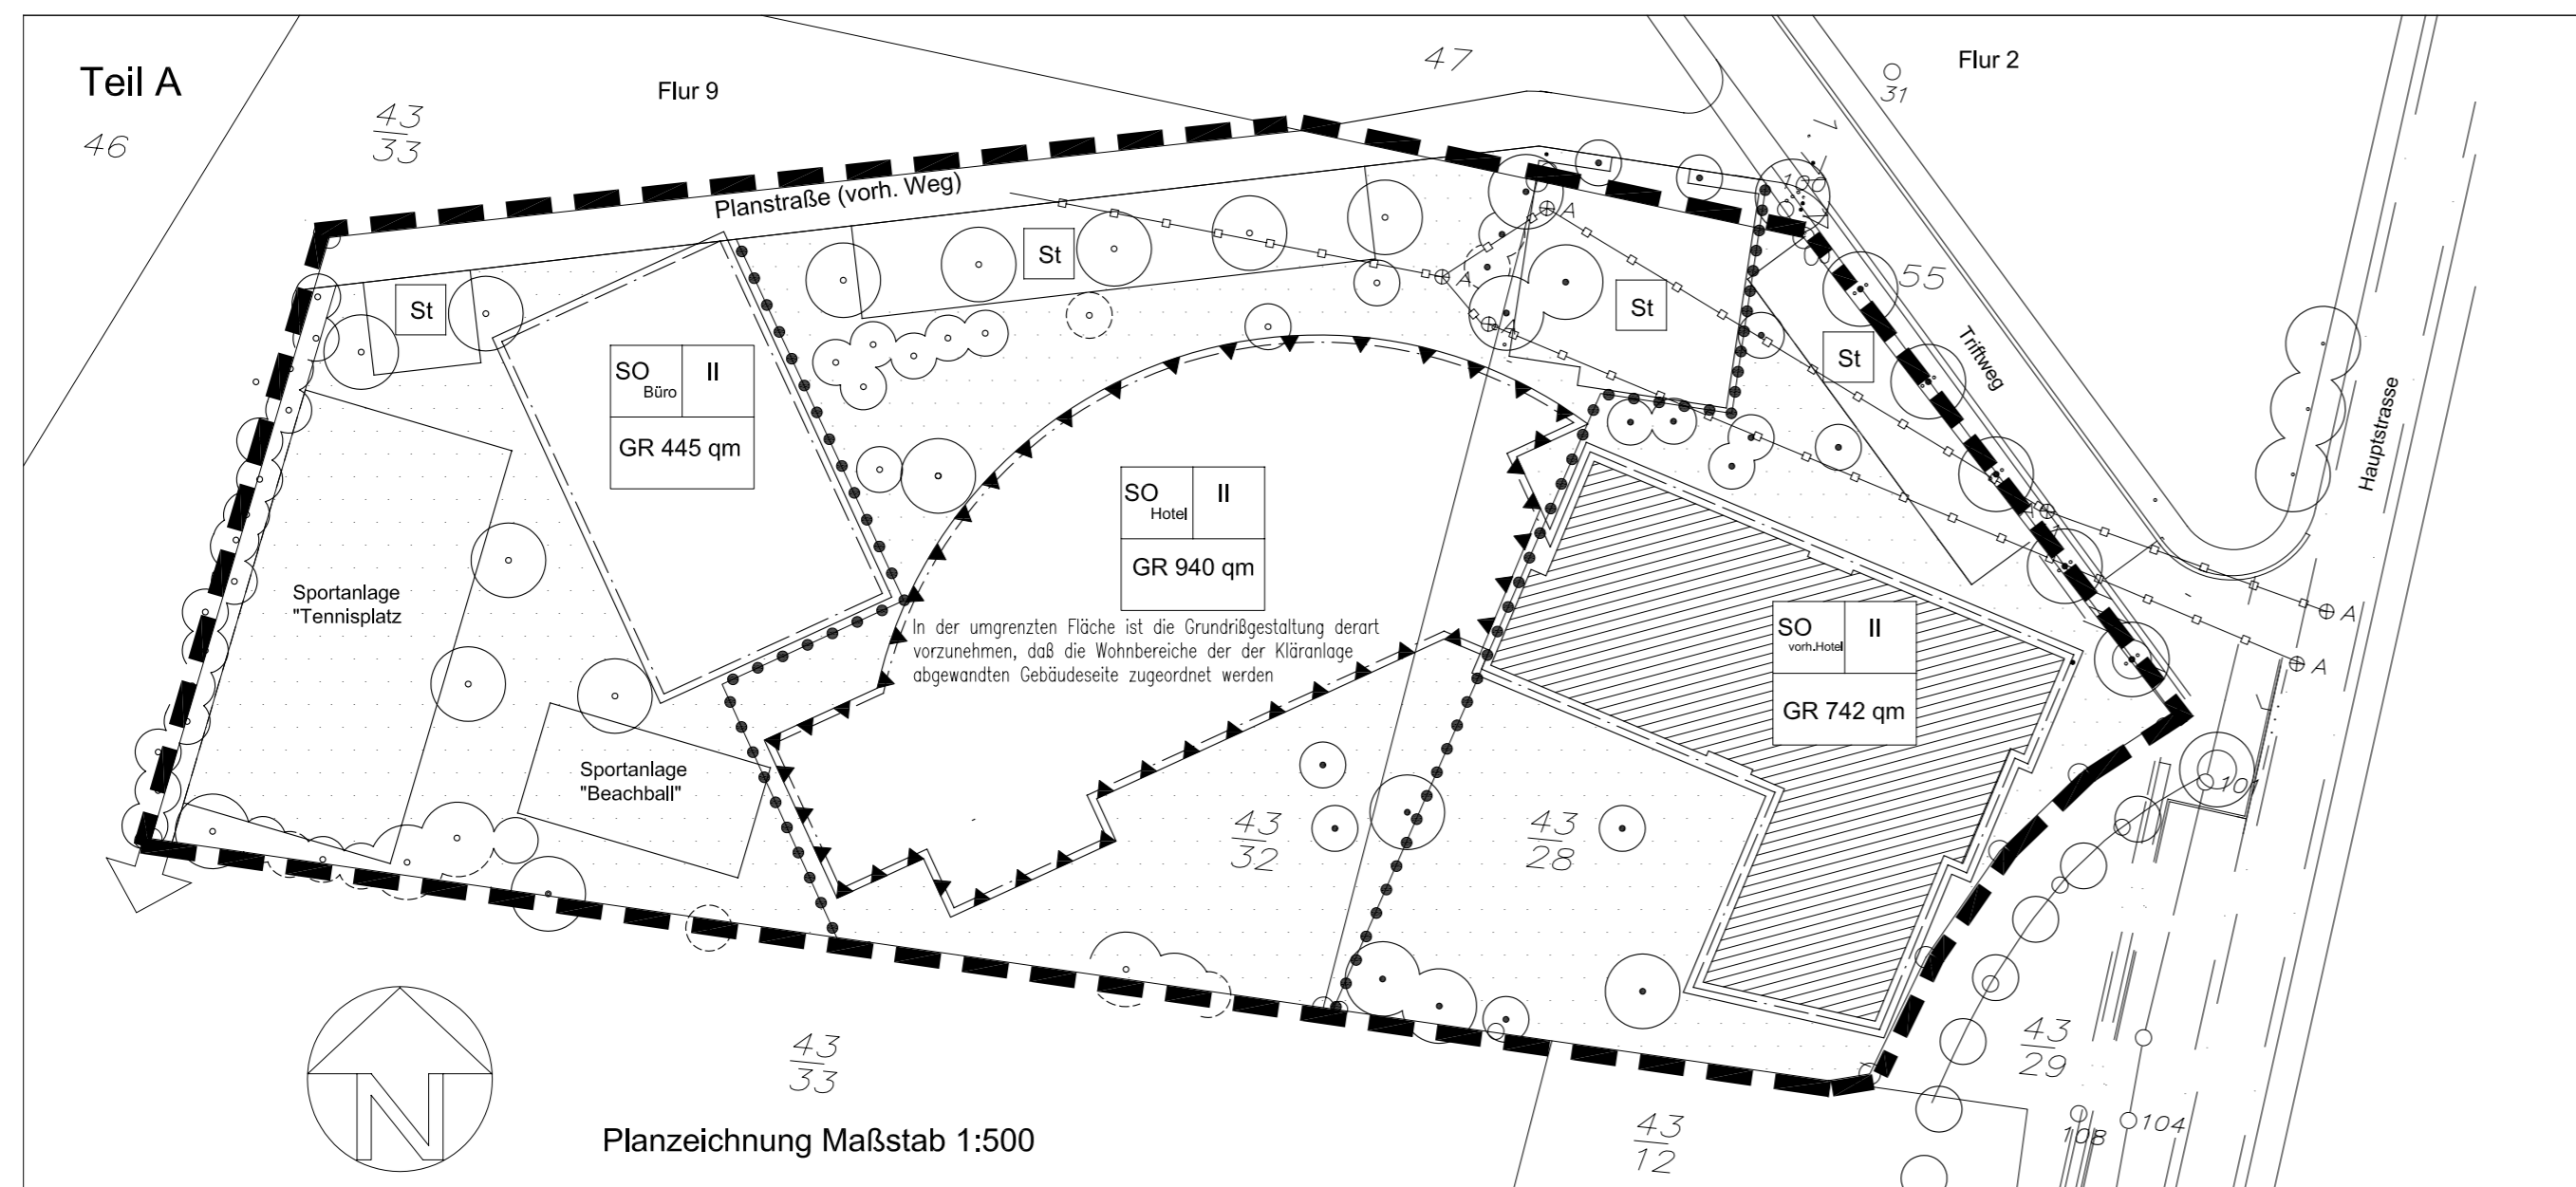 Teil A
46
43
33
Flur 9
47
Flur 2
31
Planstraße (vorh. Weg)
100
55
A
St
St
St
St
A
A
Triftweg
Hauptstrasse
SO
Büro
II
GR 445 qm
SO
Hotel
II
GR 940 qm
A
A
A
Sportanlage
"Tennisplatz
In der umgrenzten Fläche ist die Grundrißgestaltung derart
vorzunehmen, daß die Wohnbereiche der der Kläranlage
abgewandten Gebäudeseite zugeordnet werden
SO
vorh.Hotel
II
GR 742 qm
Sportanlage
"Beachball"
101
43
32
43
28
43
33
43
29
N
Planzeichnung Maßstab 1:500
43
12
108
104